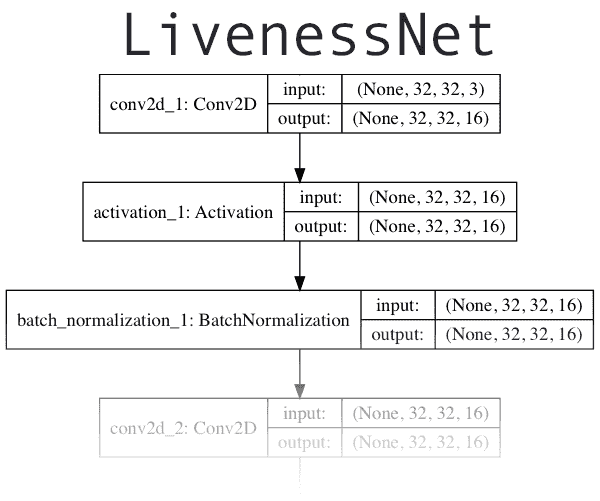 LivenessNet
conv2d_1: Conv2D
input: (None, 32, 32, 3)
output: (None, 32, 32, 16)
activation_1: Activation
input: (None, 32, 32, 16)
output: (None, 32, 32, 16)
batch_normalization_1: BatchNormalization
input: (None, 32, 32, 16)
output: (None, 32, 32, 16)
conv2d_2: Conv2D
input: (None, 32, 32, 16)
output: (None, 32, 32, 16)